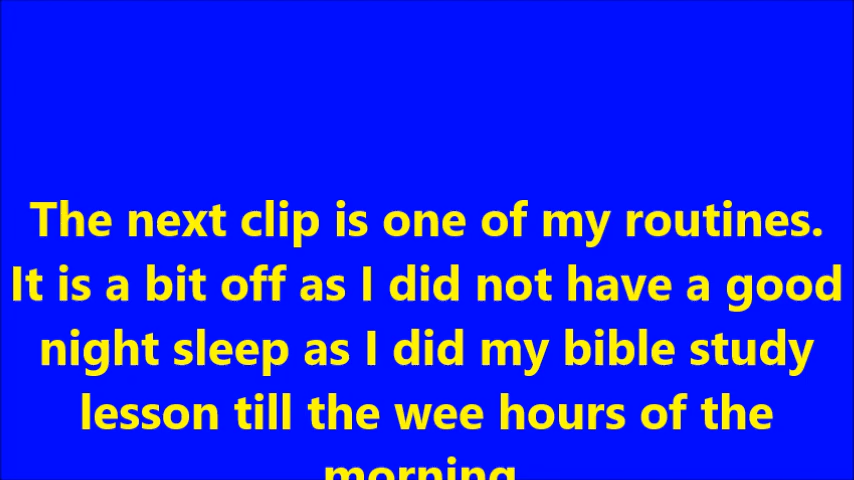 The next clip is one of my routines.
It is a bit off as I did not have a good
night sleep as I did my bible study
lesson till the wee hours of the
morning